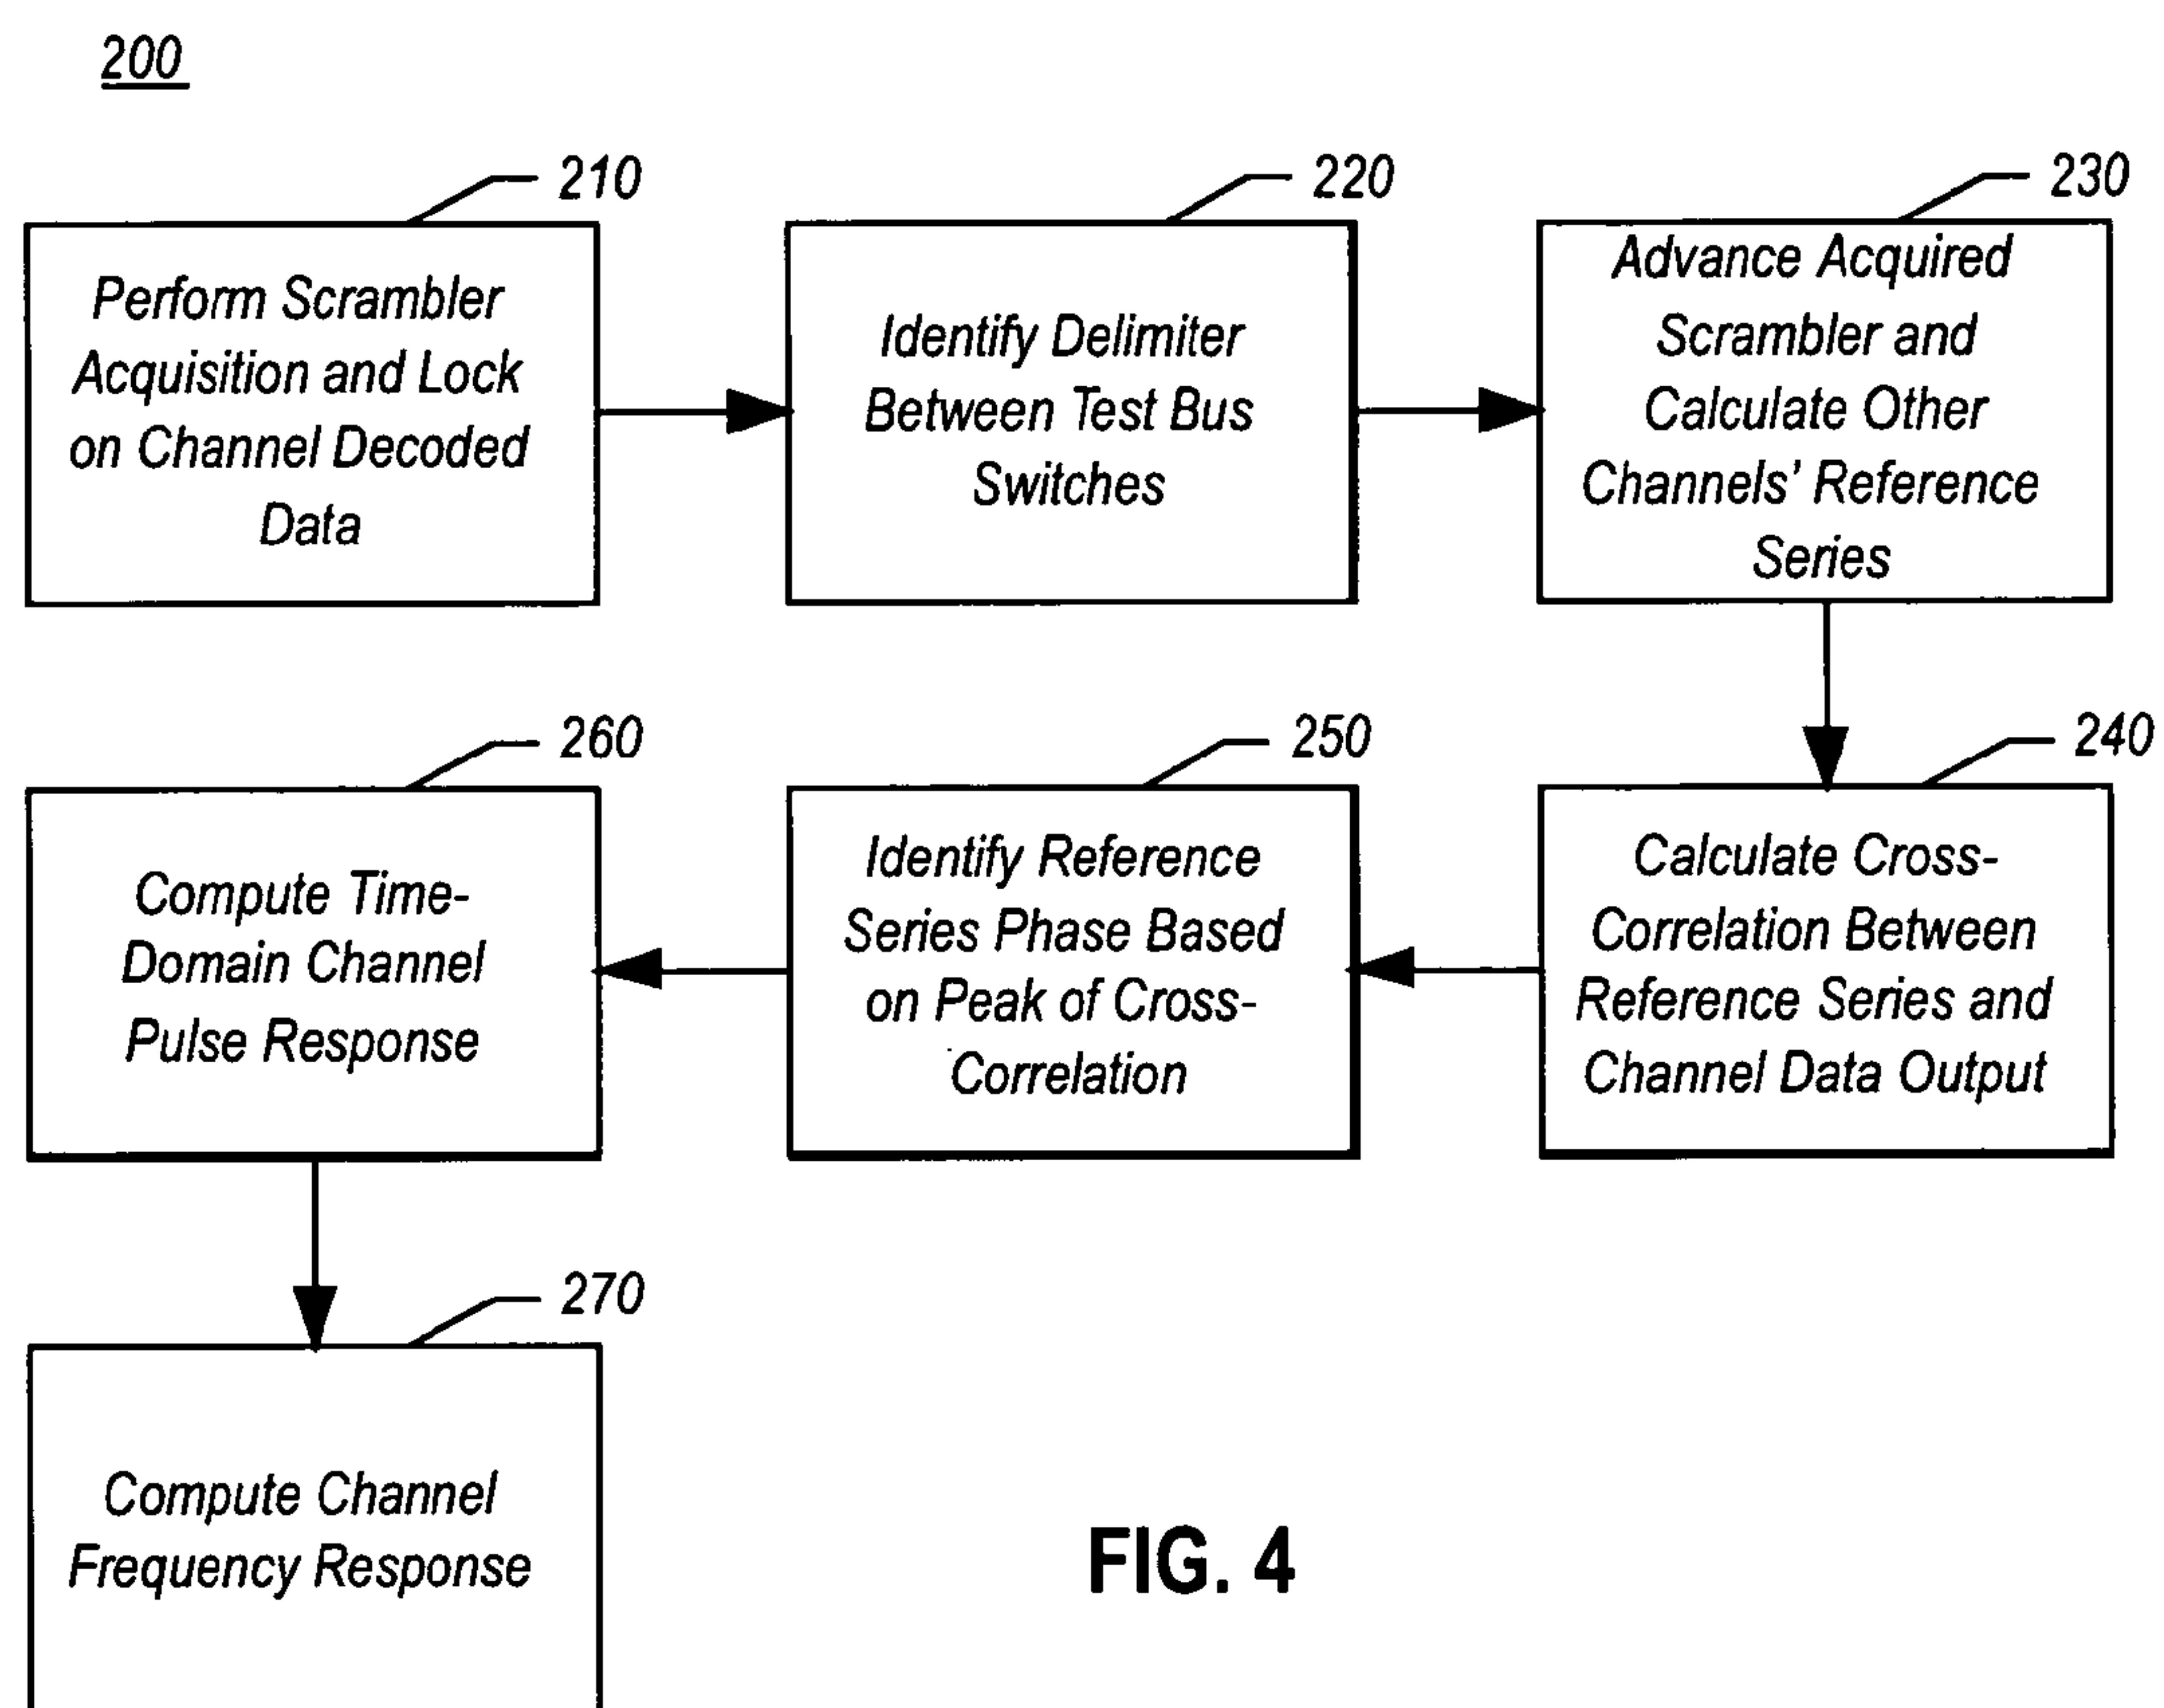 200
210
Perform Scrambler
Acquisition and Lock
on Channel Decoded
Data
220
Identify Delimiter
Between Test Bus
Switches
230
Advance Acquired
Scrambler and
Calculate Other
Channels' Reference
Series
240
Calculate Cross-
Correlation Between
Reference Series and
Channel Data Output
250
Identify Reference
Series Phase Based
on Peak of Cross-
Correlation
260
Compute Time-
Domain Channel
Pulse Response
270
Compute Channel
Frequency Response
FIG. 4